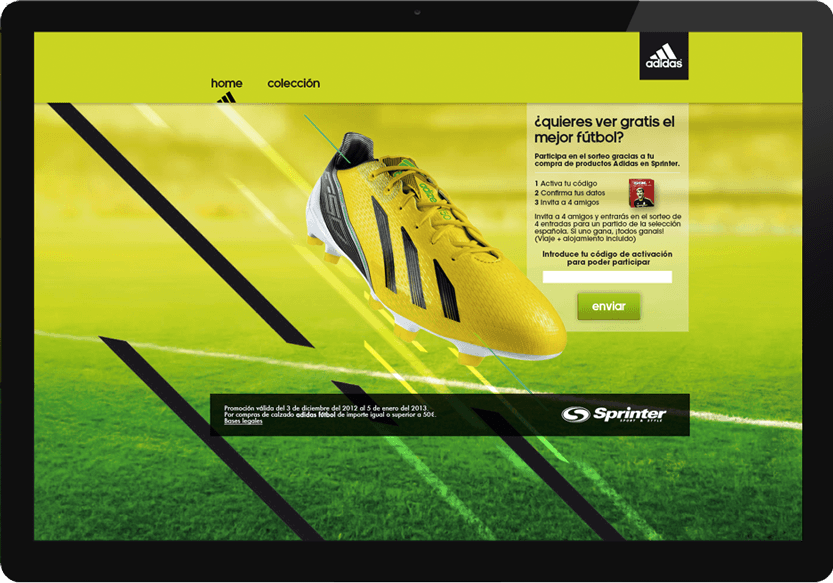 adidas
home colección
¿quieres ver gratis el
mejor fútbol?
Participa en el sorteo gracias a tu
compra de productos Adidas en Sprinter.
1 Activa tu código
2 Confirma tus datos
3 Invita a 4 amigos
Invita a 4 amigos y entrarás en el sorteo de
4 entradas para un partido de la selección
española. Si uno gana, ¡todos ganais!
(Viaje + alojamiento incluido)
Introduce tu código de activación
para poder participar
enviar
Promoción válida del 3 de diciembre del 2012 al 5 de enero del 2013.
Por compras de calzado adidas fútbol de importe igual o superior a 50€.
Bases legales
Sprinter
SPORT & STYLE